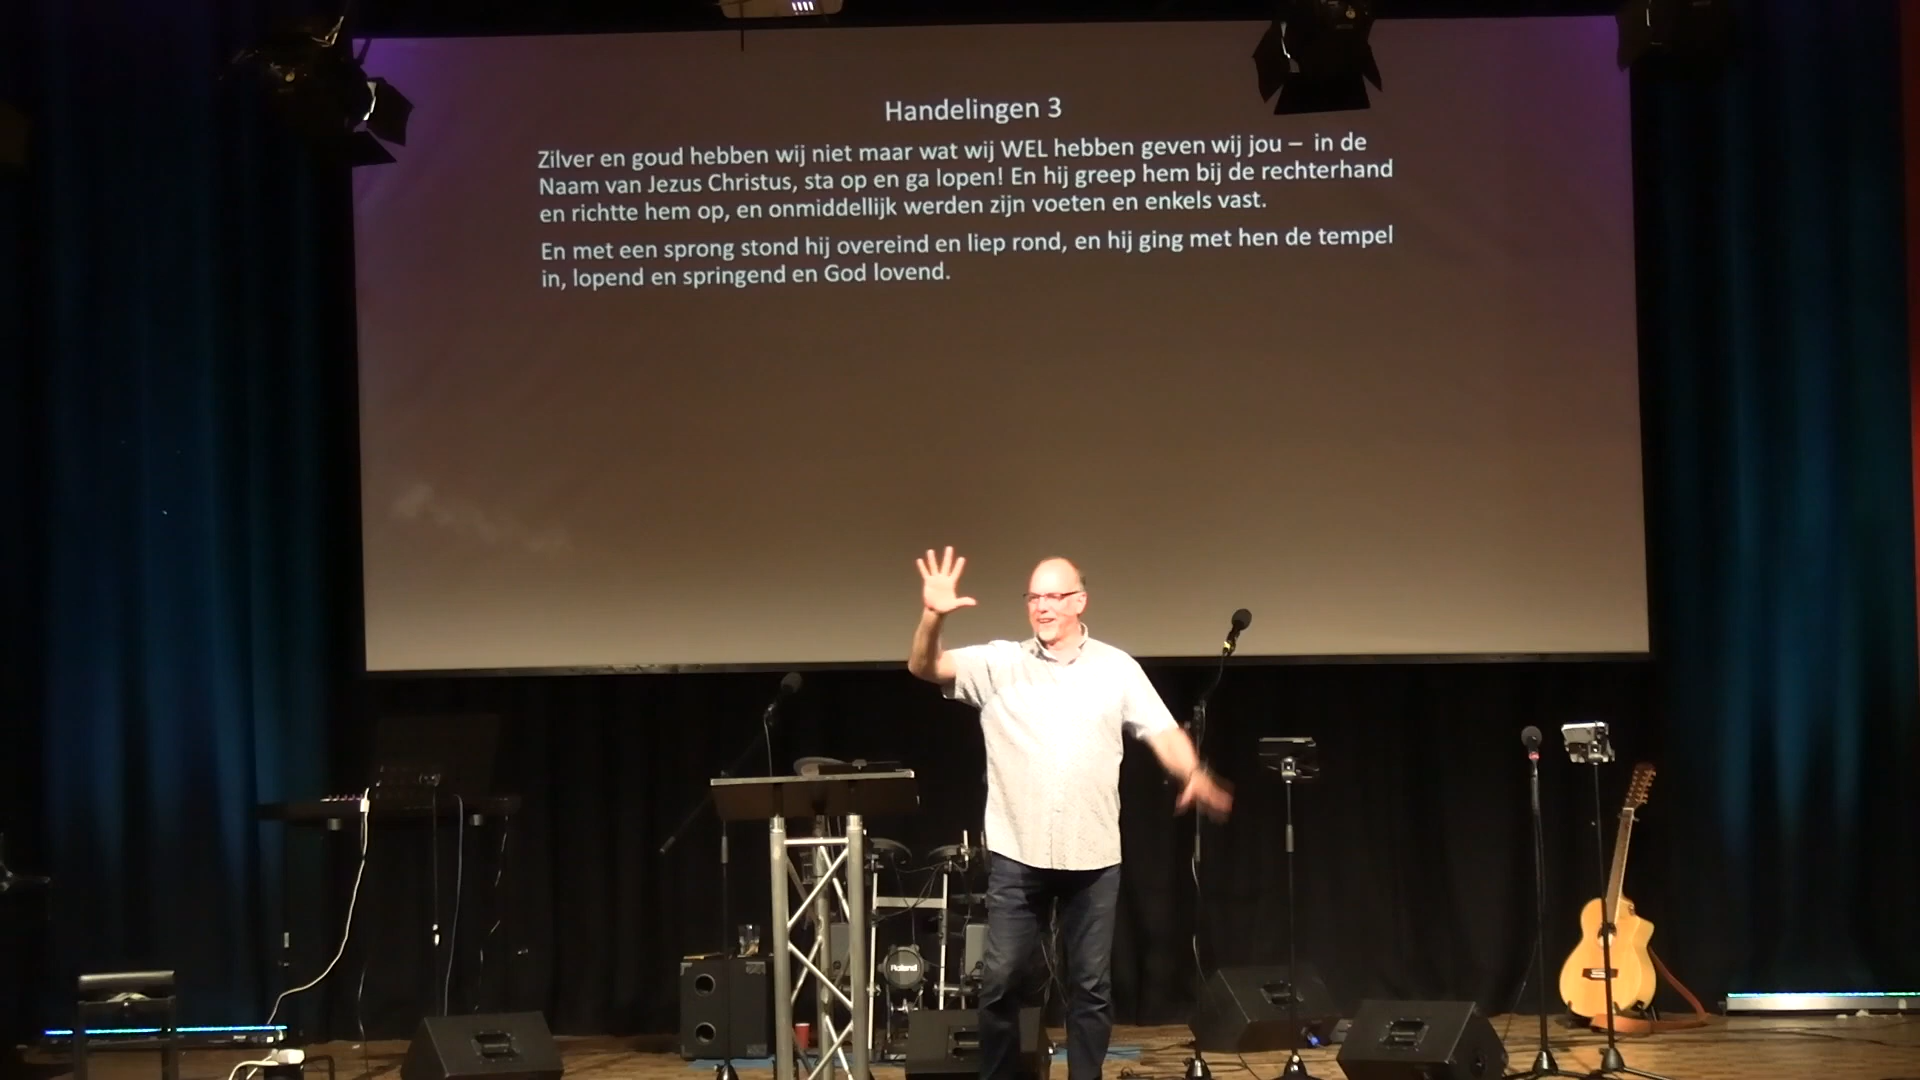 Handelingen 3
Zilver en goud hebben wij niet maar wat wij WEL hebben geven wij jou – in de
Naam van Jezus Christus, sta op en ga lopen! En hij greep hem bij de rechterhand
en richtte hem op, en onmiddellijk werden zijn voeten en enkels vast.
En met een sprong stond hij overeind en liep rond, en hij ging met hen de tempel
in, lopend en springend en God lovend.
Roland